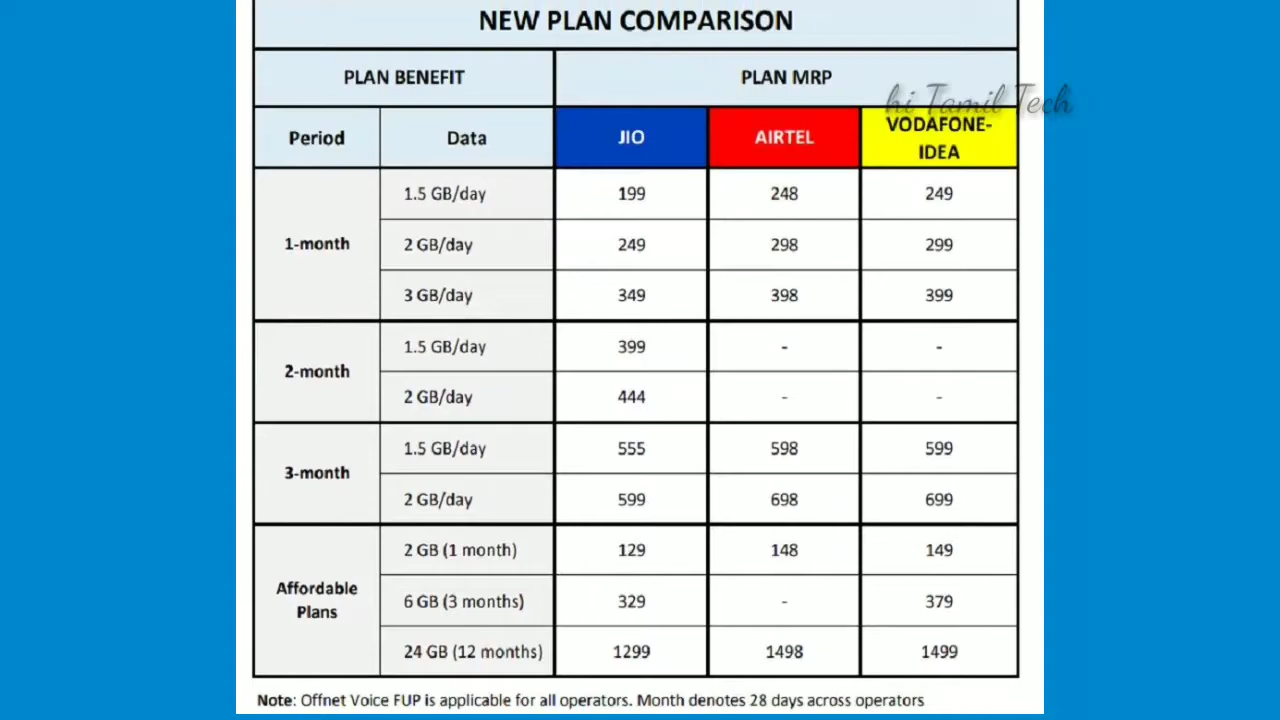 NEW PLAN COMPARISON
PLAN BENEFIT PLAN MRP
hi Tamil Tech
Period Data JIO AIRTEL VODAFONE-
IDEA
1-month
1.5 GB/day 199 248 249
2 GB/day 249 298 299
3 GB/day 349 398 399
2-month
1.5 GB/day 399 - -
2 GB/day 444 - -
3-month
1.5 GB/day 555 598 599
2 GB/day 599 698 699
Affordable
Plans
2 GB (1 month) 129 148 149
6 GB (3 months) 329 - 379
24 GB (12 months) 1299 1498 1499
Note: Offnet Voice FUP is applicable for all operators. Month denotes 28 days across operators